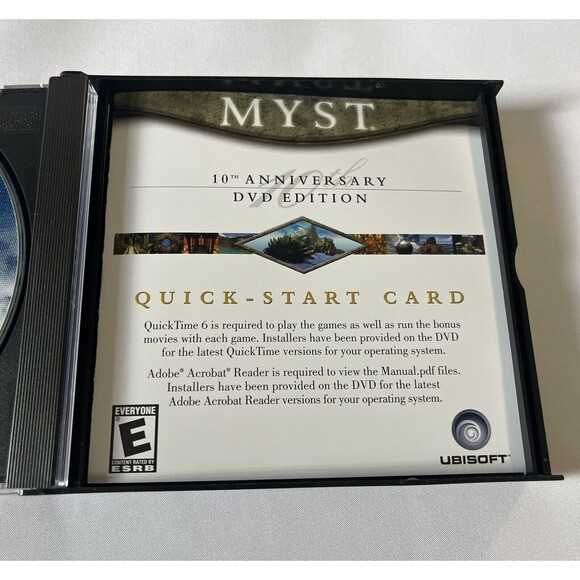 MYST.
10th
10TH ANNIVERSARY
DVD EDITION
QUICK-START CARD
QuickTime 6 is required to play the games as well as run the bonus
movies with each game. Installers have been provided on the DVD
for the latest QuickTime versions for your operating system.
Adobe® Acrobat® Reader is required to view the Manual.pdf files.
Installers have been provided on the DVD for the latest
Adobe Acrobat Reader versions for your operating system.
EVERYONE
E
CONTENT RATED BY
ESRB
UBISOFT™